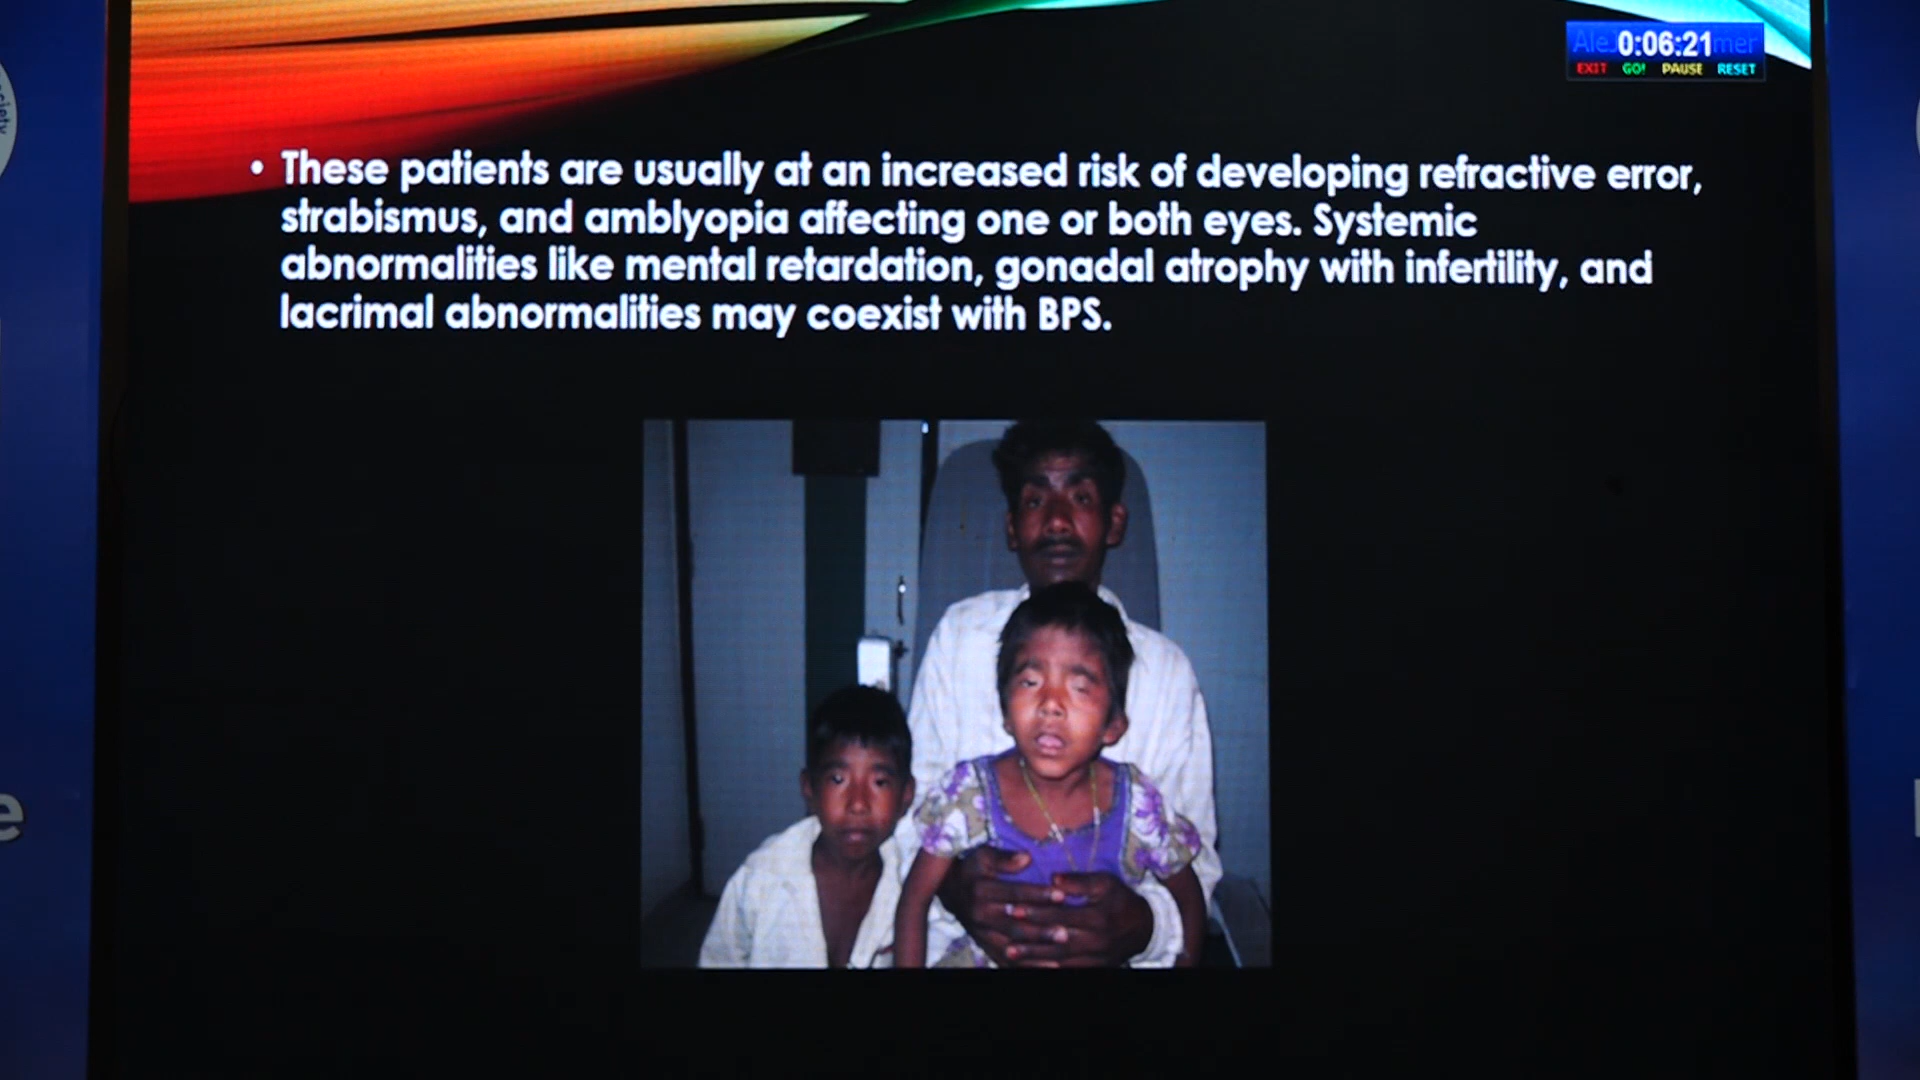 0:06:21
EXIT GO! PAUSE RESET
• These patients are usually at an increased risk of developing refractive error,
strabismus, and amblyopia affecting one or both eyes. Systemic
abnormalities like mental retardation, gonadal atrophy with infertility, and
lacrimal abnormalities may coexist with BPS.
e